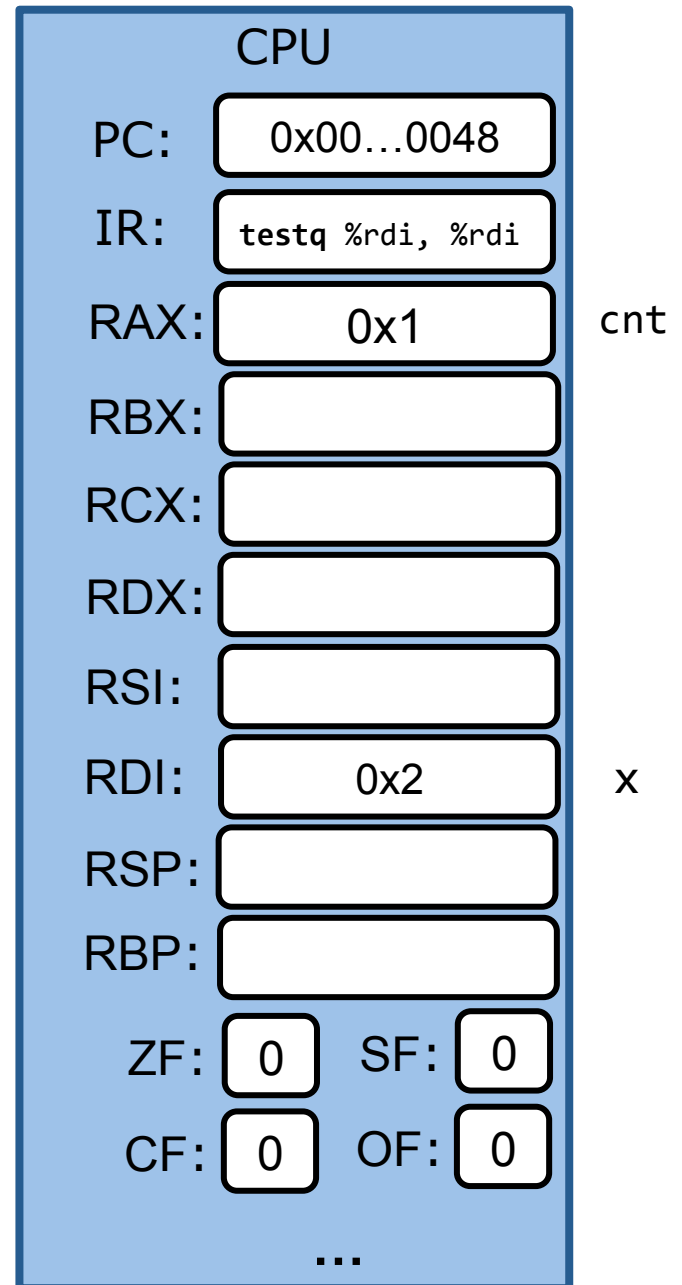 CPU
PC: 0x00...0048
IR: testq %rdi, %rdi
RAX: 0x1 cnt
RBX:
RCX:
RDX:
RSI:
RDI: 0x2 x
RSP:
RBP:
ZF: 0 SF: 0
CF: 0 OF: 0
...